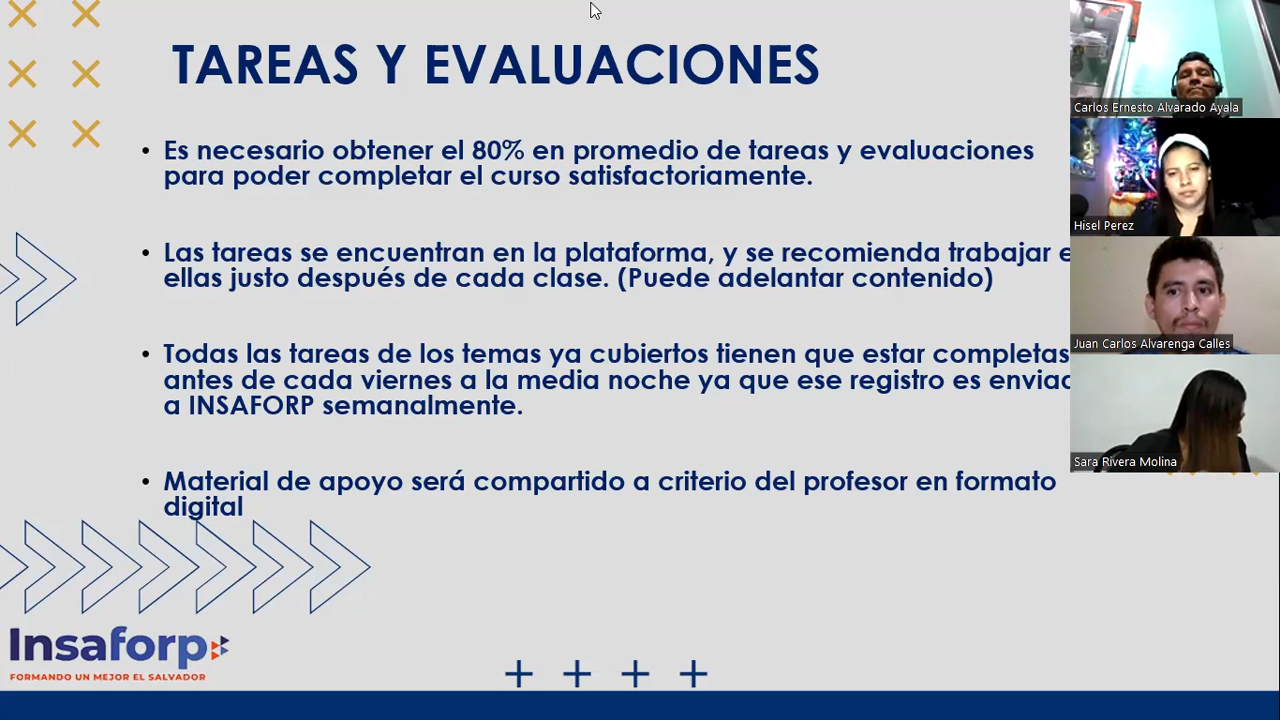 TAREAS Y EVALUACIONES
• Es necesario obtener el 80% en promedio de tareas y evaluaciones
para poder completar el curso satisfactoriamente.
• Las tareas se encuentran en la plataforma, y se recomienda trabajar e
ellas justo después de cada clase. (Puede adelantar contenido)
• Todas las tareas de los temas ya cubiertos tienen que estar completas
antes de cada viernes a la media noche ya que ese registro es enviad
a INSAFORP semanalmente.
• Material de apoyo será compartido a criterio del profesor en formato
digital
Insaforp
FORMANDO UN MEJOR EL SALVADOR
Carlos Ernesto Alvarado Ayala
Hisel Perez
Juan Carlos Alvarenga Calles
Sara Rivera Molina